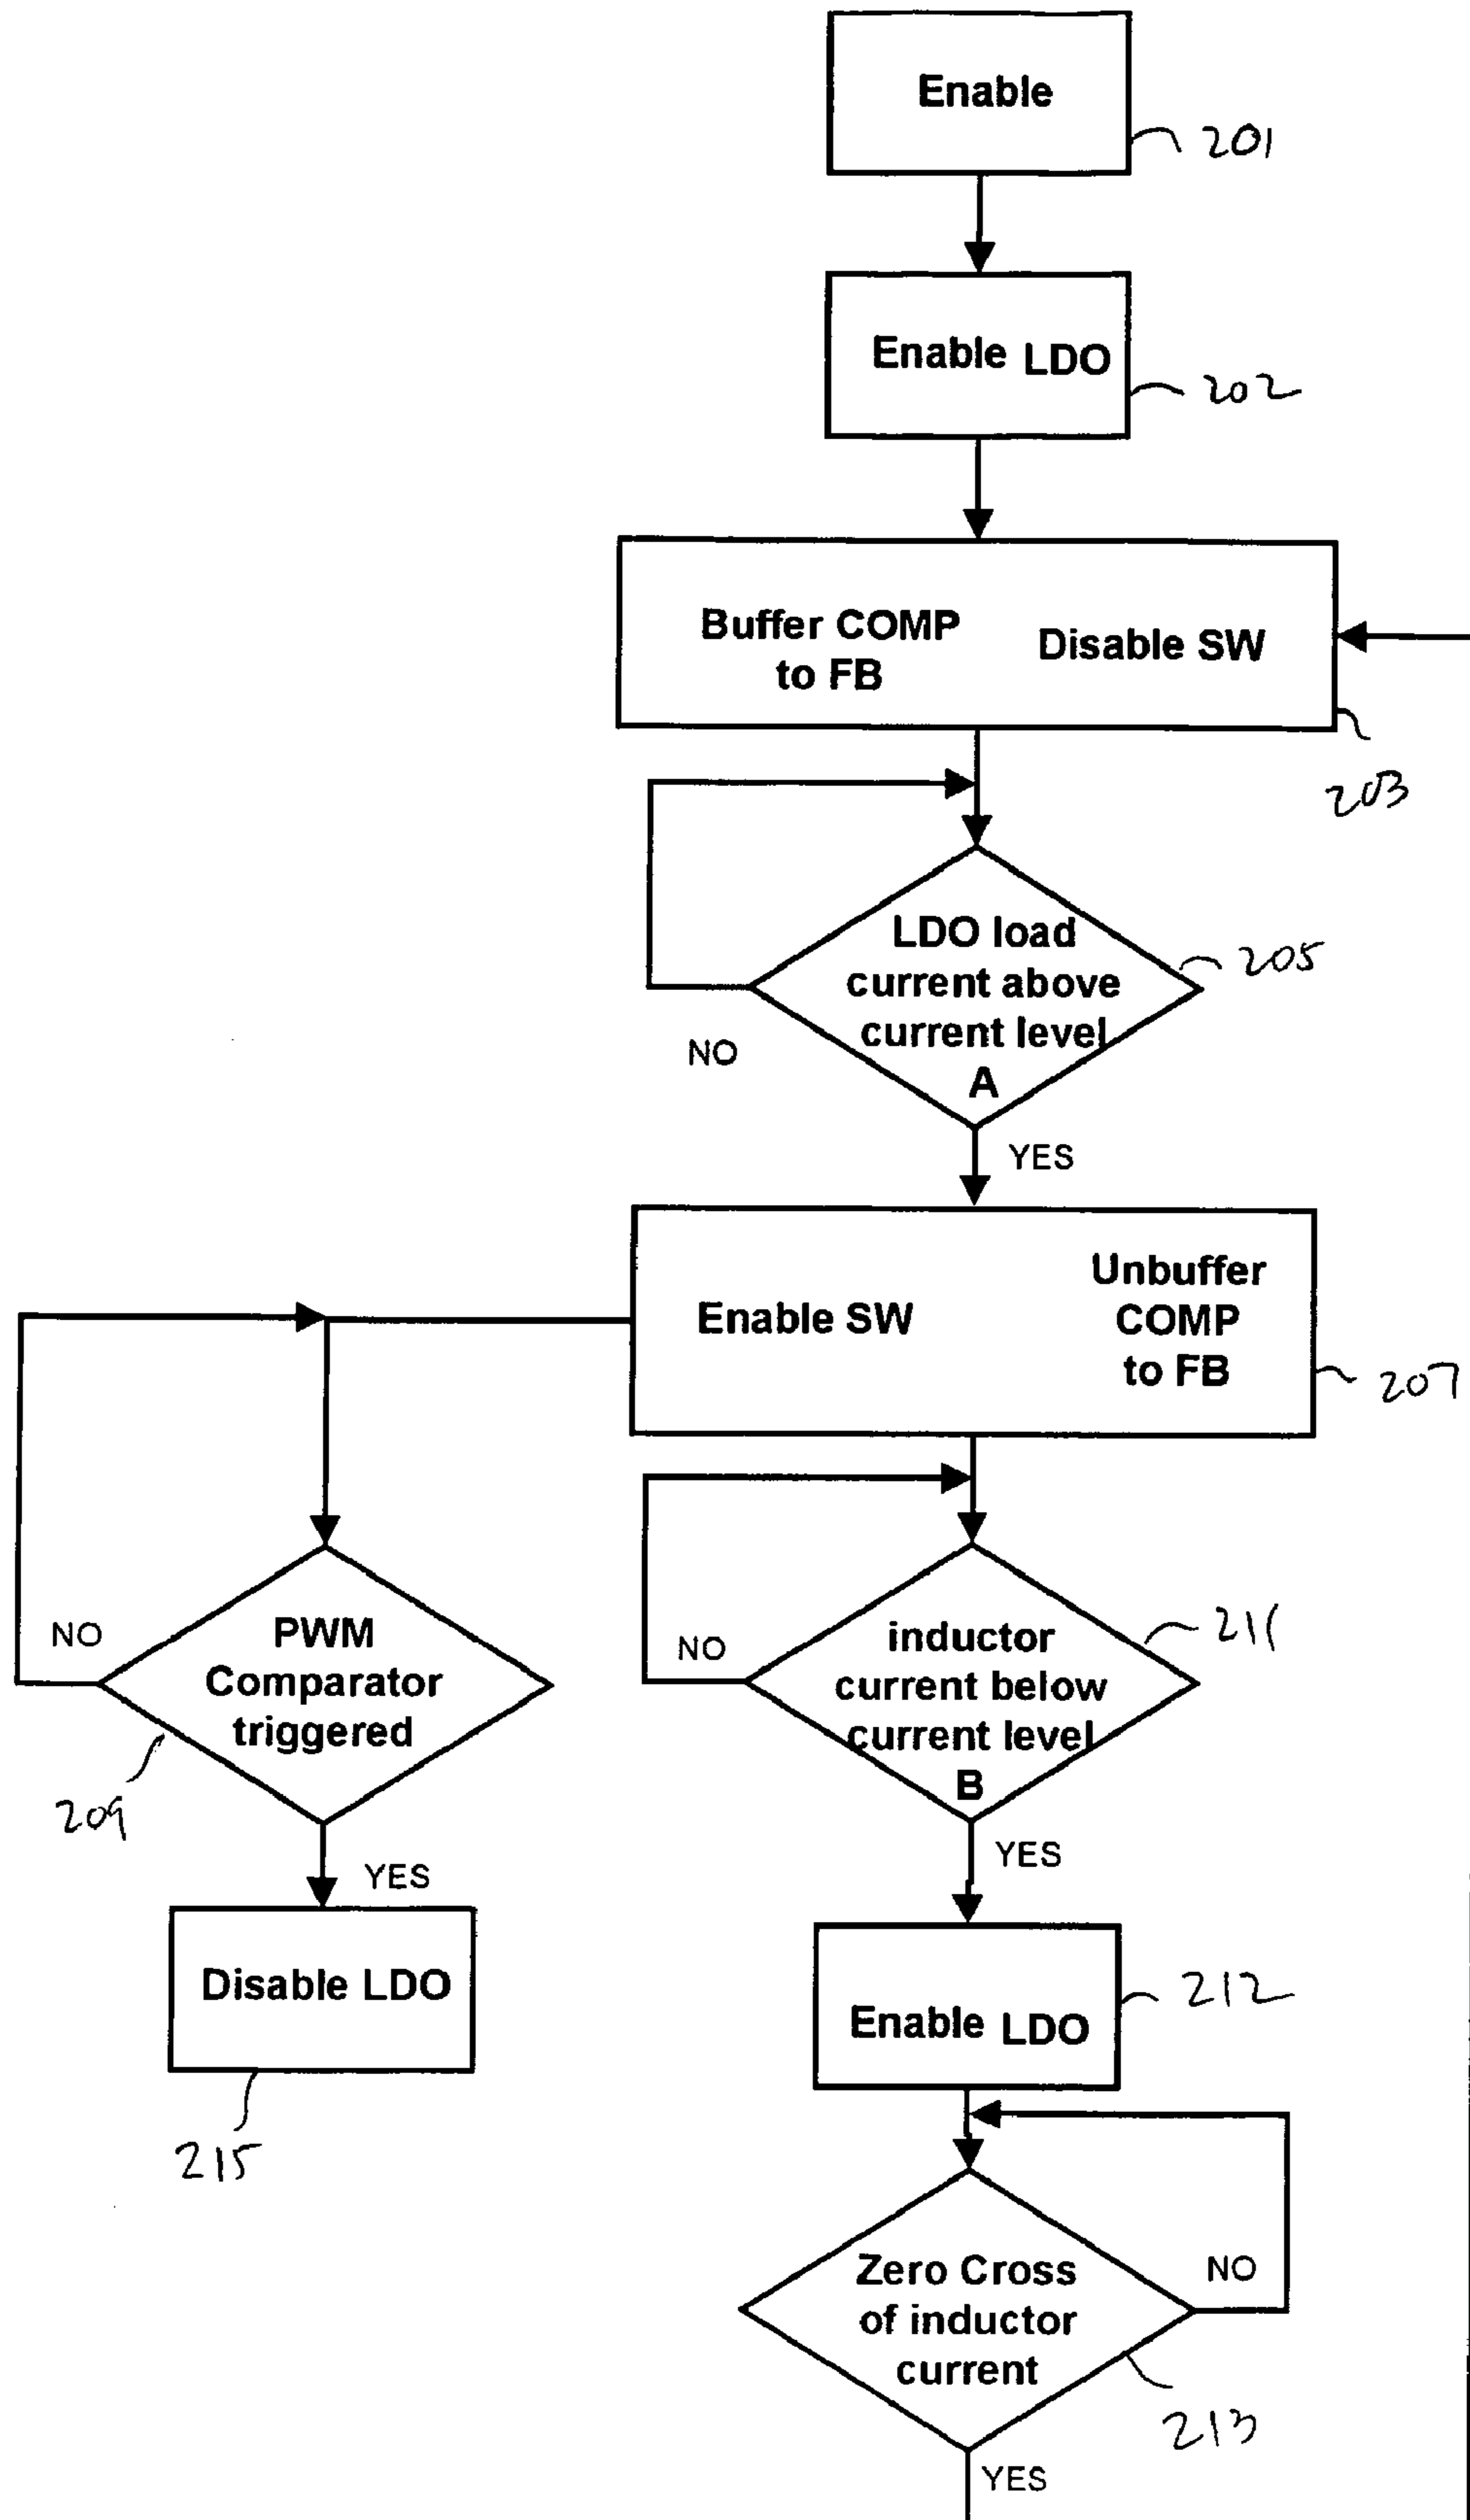 Enable
201
Enable LDO
202
Buffer COMP
to FB
Disable SW
203
LDO load
current above
current level
A
205
NO
YES
Enable SW
Unbuffer
COMP
to FB
207
NO
PWM
Comparator
triggered
209
YES
Disable LDO
215
NO
inductor
current below
current level
B
211
YES
Enable LDO
212
Zero Cross
of inductor
current
NO
213
YES